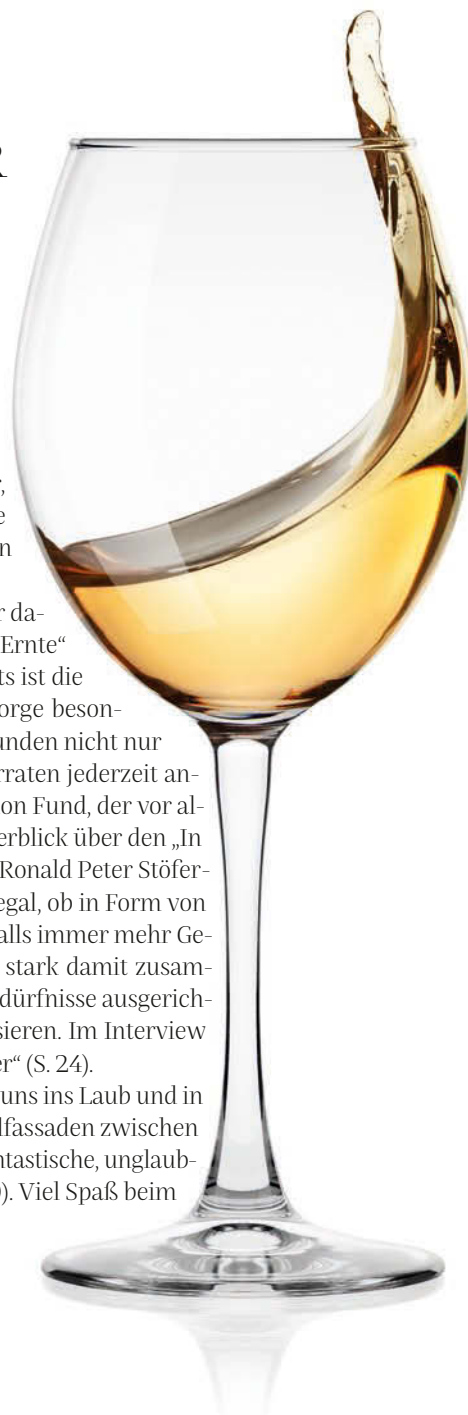 R
r,
e
n
r da-
Ernte“
ts ist die
orge beson-
unden nicht nur
rraten jederzeit an-
on Fund, der vor al-
erblick über den „In
Ronald Peter Stöfer-
egal, ob in Form von
alls immer mehr Ge-
stark damit zusam-
dürfnisse ausgerich-
sieren. Im Interview
er“ (S. 24).
uns ins Laub und in
lfassaden zwischen
ntastische, unglaub-
)). Viel Spaß beim